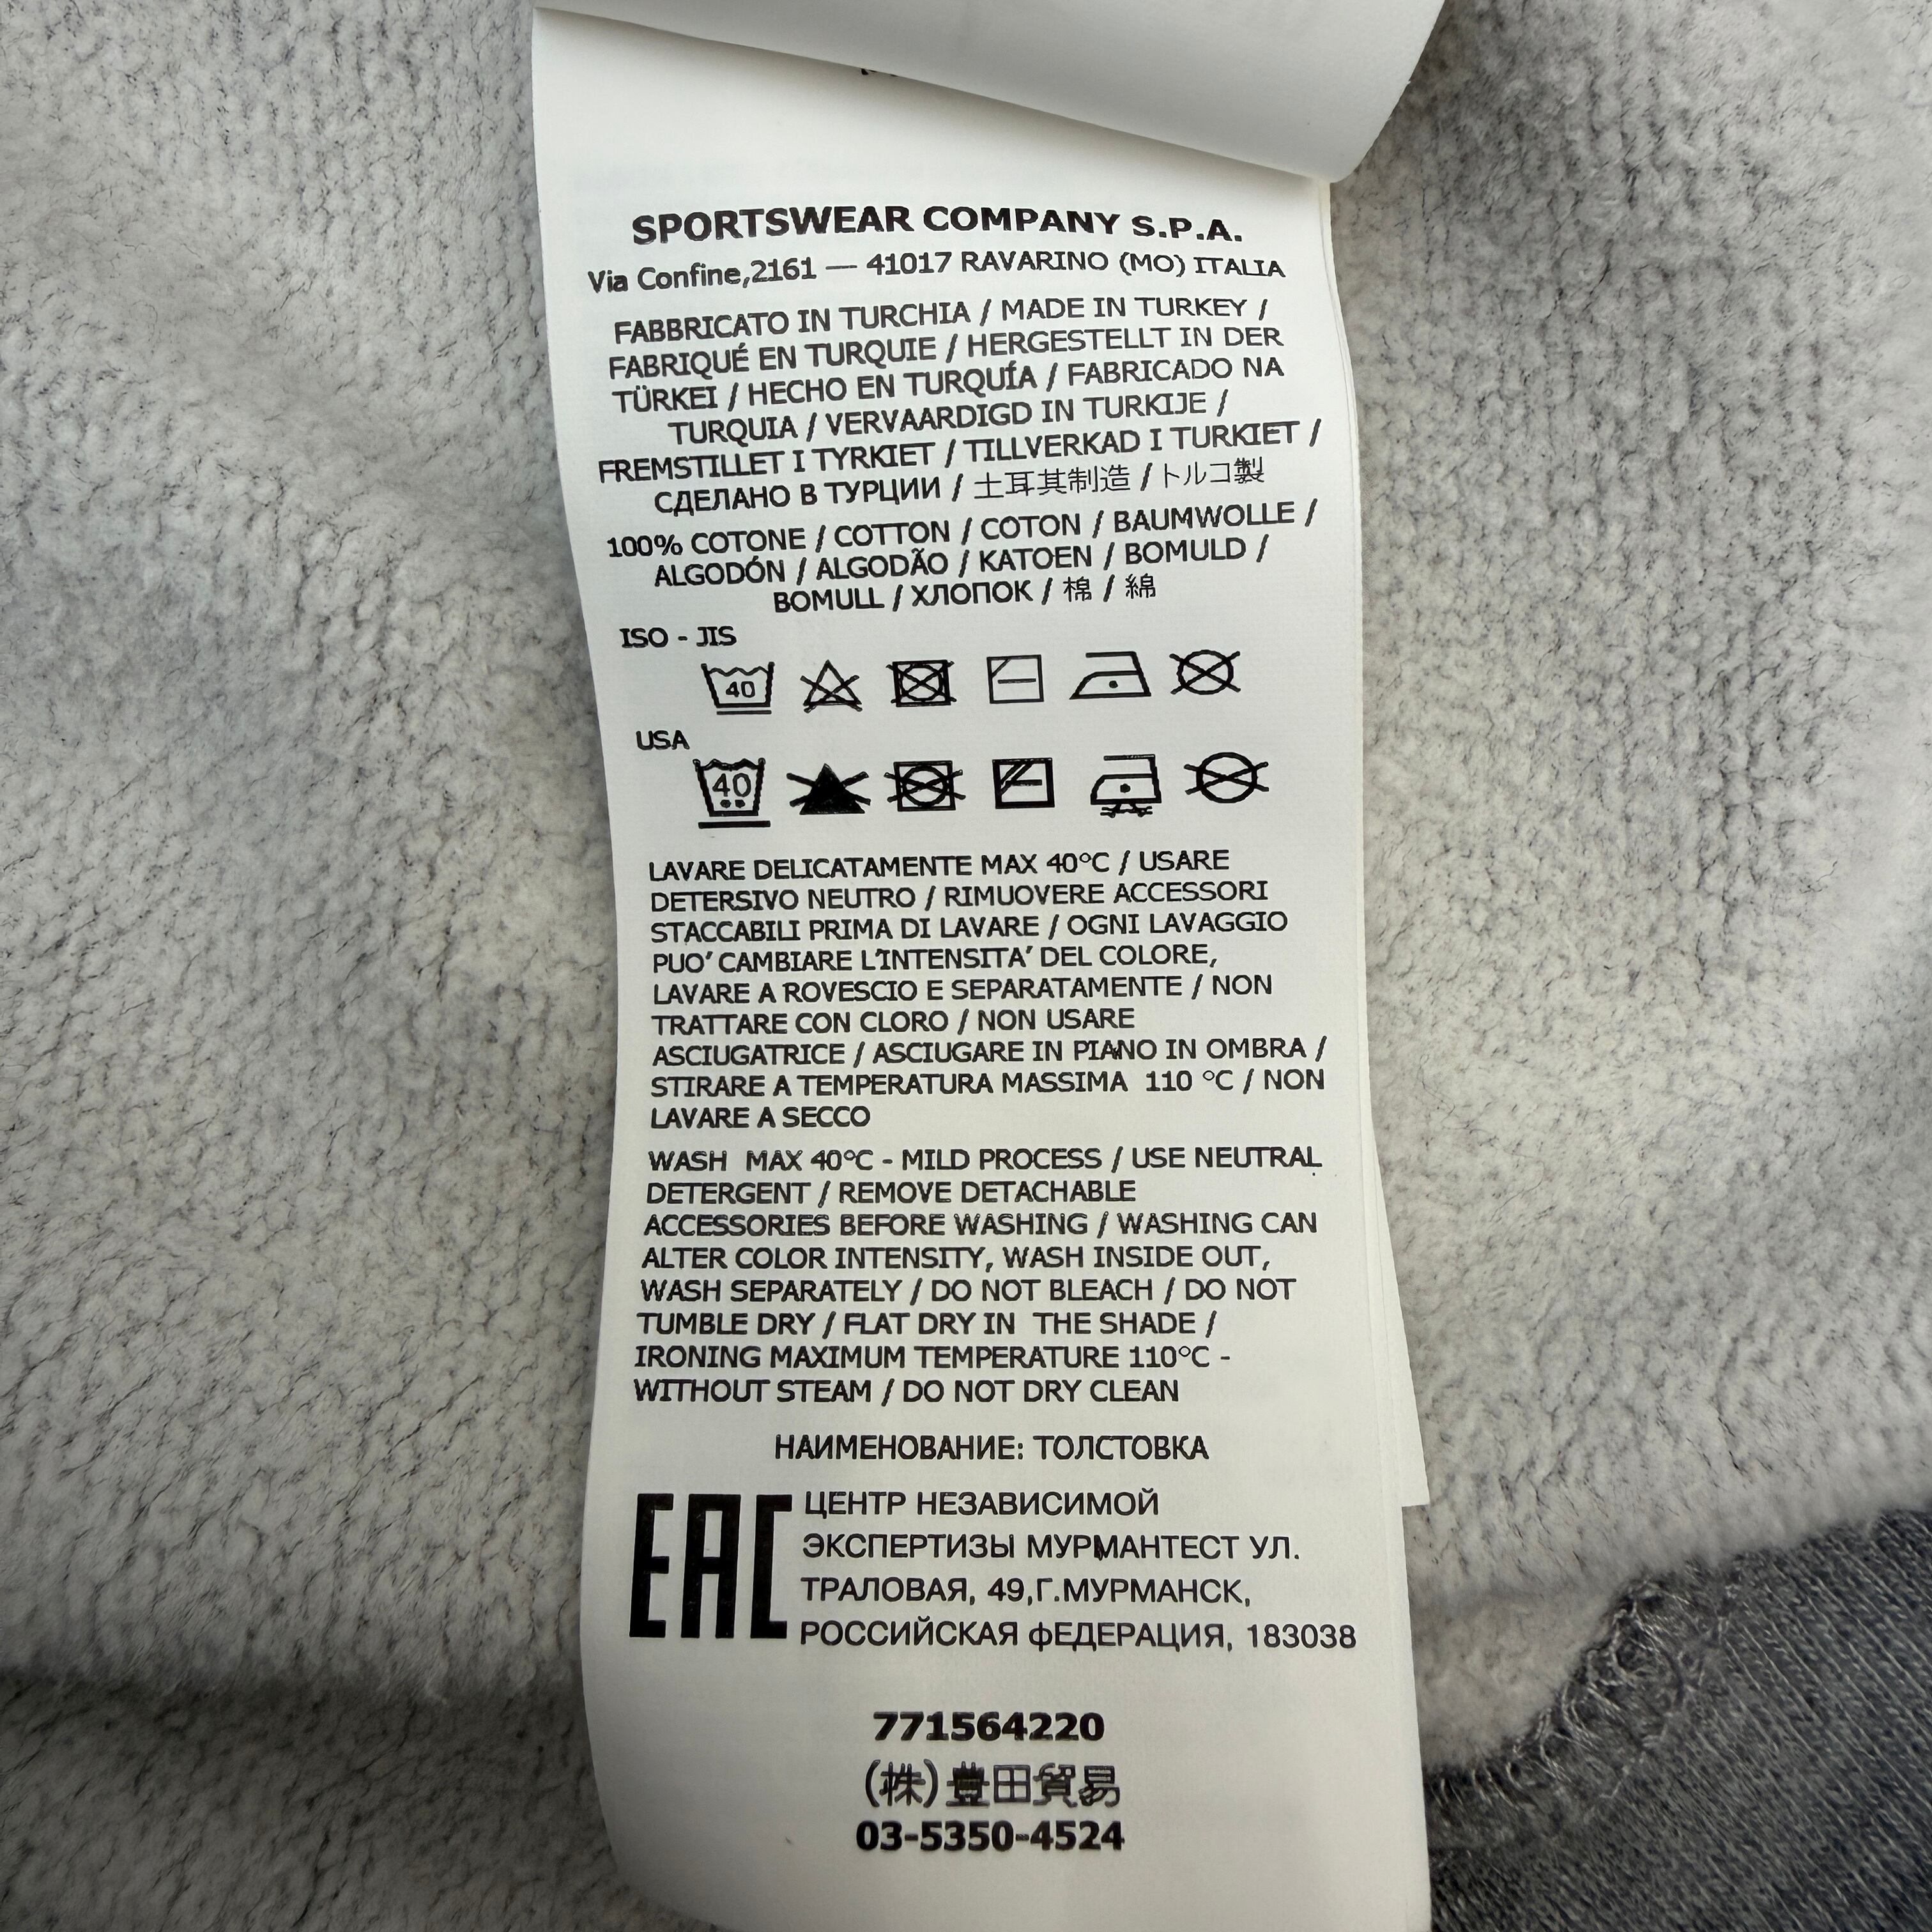 SPORTSWEAR COMPANY S.P.A.
Via Confine,2161 — 41017 RAVARINO (MO) ITALIA
FABBRICATO IN TURCHIA / MADE IN TURKEY /
FABRIQUÉ EN TURQUIE / HERGESTELLT IN DER
TÜRKEI / HECHO EN TURQUÍA / FABRICADO NA
TURQUIA / VERVAARDIGD IN TURKIJE /
FREMSTILLET I TYRKIET / TILLVERKAD I TURKIET /
СДЕЛАНО В ТУРЦИИ / 土耳其制造 / トルコ製
100% COTONE / COTTON / COTON / BAUMWOLLE /
ALGODÓN / ALGODÃO / KATOEN / BOMULD /
BOMULL / ХЛОПОК / 棉 / 綿
ISO - JIS
40
USA
40
LAVARE DELICATAMENTE MAX 40°C / USARE
DETERSIVO NEUTRO / RIMUOVERE ACCESSORI
STACCABILI PRIMA DI LAVARE / OGNI LAVAGGIO
PUO' CAMBIARE L'INTENSITA' DEL COLORE,
LAVARE A ROVESCIO E SEPARATAMENTE / NON
TRATTARE CON CLORO / NON USARE
ASCIUGATRICE / ASCIUGARE IN PIANO IN OMBRA /
STIRARE A TEMPERATURA MASSIMA 110 °C / NON
LAVARE A SECCO
WASH MAX 40°C - MILD PROCESS / USE NEUTRAL
DETERGENT / REMOVE DETACHABLE
ACCESSORIES BEFORE WASHING / WASHING CAN
ALTER COLOR INTENSITY, WASH INSIDE OUT,
WASH SEPARATELY / DO NOT BLEACH / DO NOT
TUMBLE DRY / FLAT DRY IN THE SHADE /
IRONING MAXIMUM TEMPERATURE 110°C -
WITHOUT STEAM / DO NOT DRY CLEAN
НАИМЕНОВАНИЕ: ТОЛСТОВКА
EAC
ЦЕНТР НЕЗАВИСИМОЙ
ЭКСПЕРТИЗЫ МУРМАНТЕСТ УЛ.
ТРАЛОВАЯ, 49,Г.МУРМАНСК,
РОССИЙСКАЯ фЕДЕРАЦИЯ, 183038
771564220
(株)豊田貿易
03-5350-4524